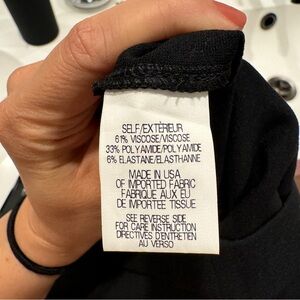 SELF/EXTÉRIEUR
61% VISCOSE/VISCOSE
33% POLYAMIDE/POLYAMIDE
6% ELASTANE/ELASTHANNE
MADE IN USA
OF IMPORTED FABRIC
FABRIQUE AUX EU
DE IMPORTEE TISSUE
SEE REVERSE SIDE
FOR CARE INSTRUCTION
DIRECTIVES D'ENTRETIEN
AU VERSO